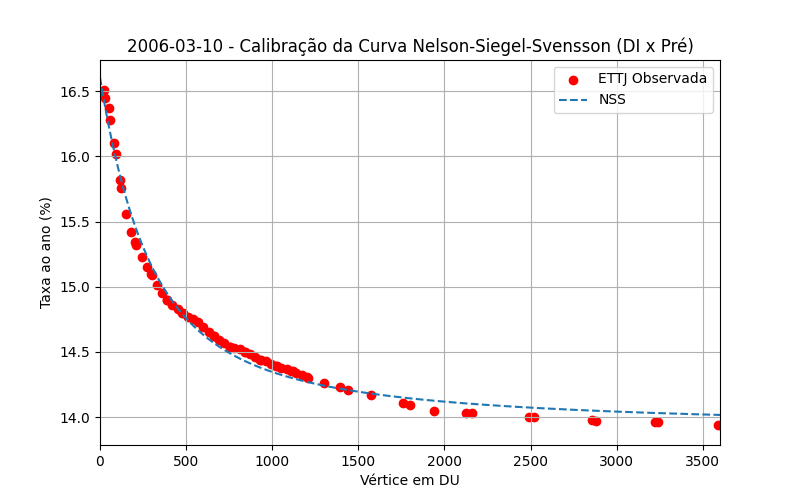 2006-03-10 - Calibração da Curva Nelson-Siegel-Svensson (DI x Pré)
ETTJ Observada
NSS
Taxa ao ano (%)
16.5
16.0
15.5
15.0
14.5
14.0
0 500 1000 1500 2000 2500 3000 3500
Vértice em DU